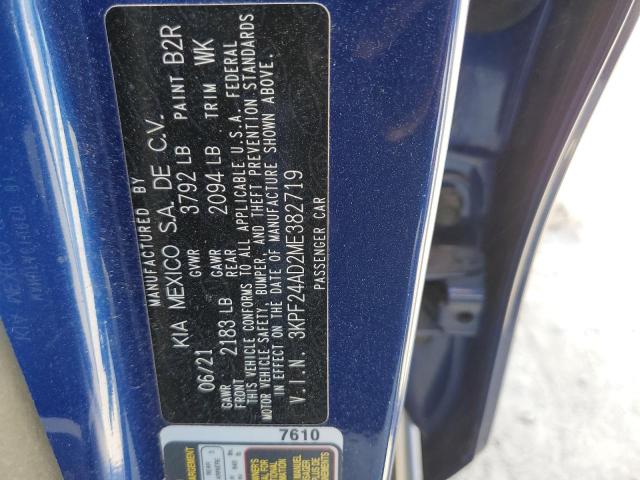 MANUFACTURED BY
KIA MEXICO S.A. DE C.V.
06/21 GVWR 3792 LB PAINT B2R
GAWR FRONT 2183 LB GAWR REAR 2094 LB TRIM WK
THIS VEHICLE CONFORMS TO ALL APPLICABLE U.S.A. FEDERAL
MOTOR VEHICLE SAFETY, BUMPER, AND THEFT PREVENTION STANDARDS
IN EFFECT ON THE DATE OF MANUFACTURE SHOWN ABOVE.
V.I.N. 3KPF24AD2ME382719
PASSENGER CAR
7610